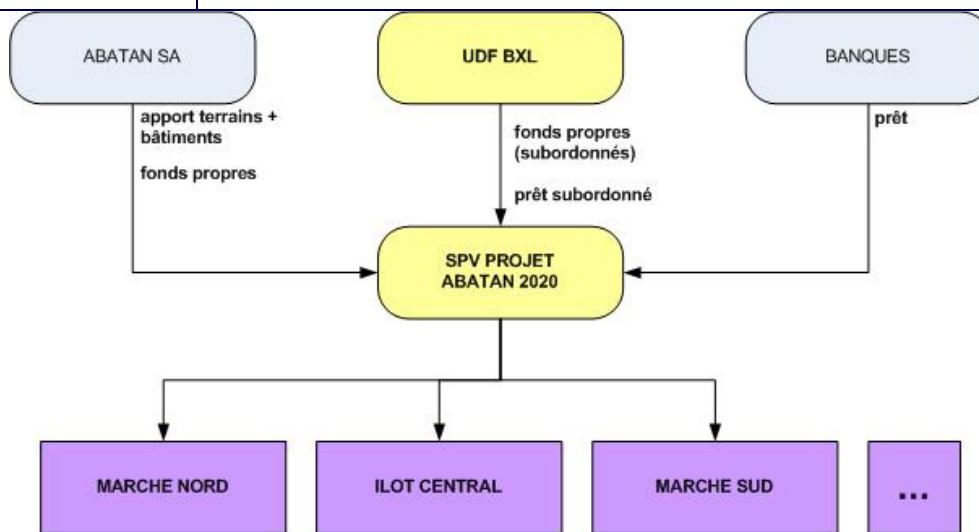 ABATAN SA
UDF BXL
BANQUES
apport terrains +
bâtiments
fonds propres
fonds propres
(subordonnés)
prêt subordonné
prêt
SPV PROJET
ABATAN 2020
MARCHE NORD
ILOT CENTRAL
MARCHE SUD
...